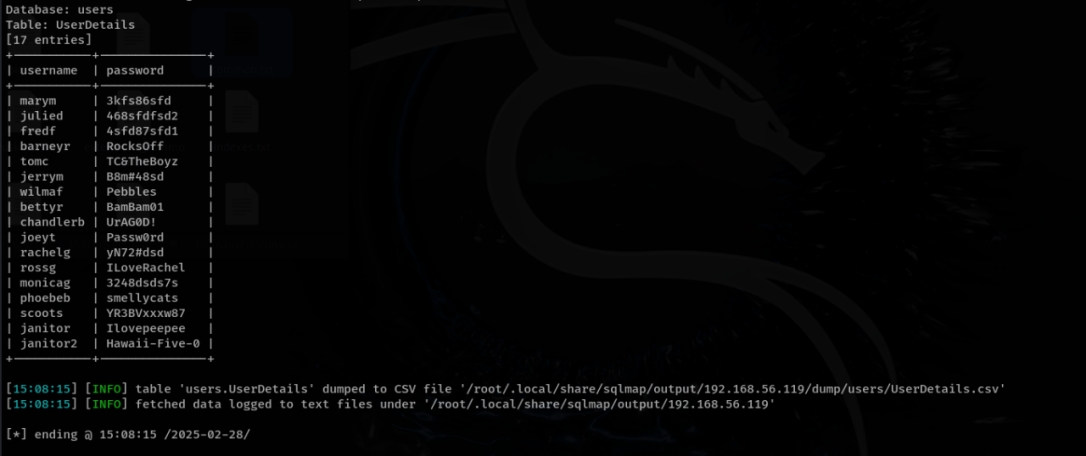 Database: users
Table: UserDetails
[17 entries]
+-----------+--------------+
| username  | password     |
+-----------+--------------+
| marym     | 3kfs86sfd    |
| julied    | 468sfdfsd2   |
| fredf     | 4sfd87sfd1   |
| barneyr   | RocksOff     |
| tomc      | TC&TheBoyz   |
| jerrym    | B8m#48sd     |
| wilmaf    | Pebbles      |
| bettyr    | BamBam01     |
| chandlerb | UrAG0D!      |
| joeyt     | Passw0rd     |
| rachelg   | yN72#dsd     |
| rossg     | ILoveRachel  |
| monicag   | 3248dsds7s   |
| phoebeb   | smellycats   |
| scoots    | YR3BVxxxw87  |
| janitor   | Ilovepeepee  |
| janitor2  | Hawaii-Five-0 |
+-----------+--------------+
[15:08:15] [INFO] table 'users.UserDetails' dumped to CSV file '/root/.local/share/sqlmap/output/192.168.56.119/dump/users/UserDetails.csv'
[15:08:15] [INFO] fetched data logged to text files under '/root/.local/share/sqlmap/output/192.168.56.119'
[*] ending @ 15:08:15 /2025-02-28/